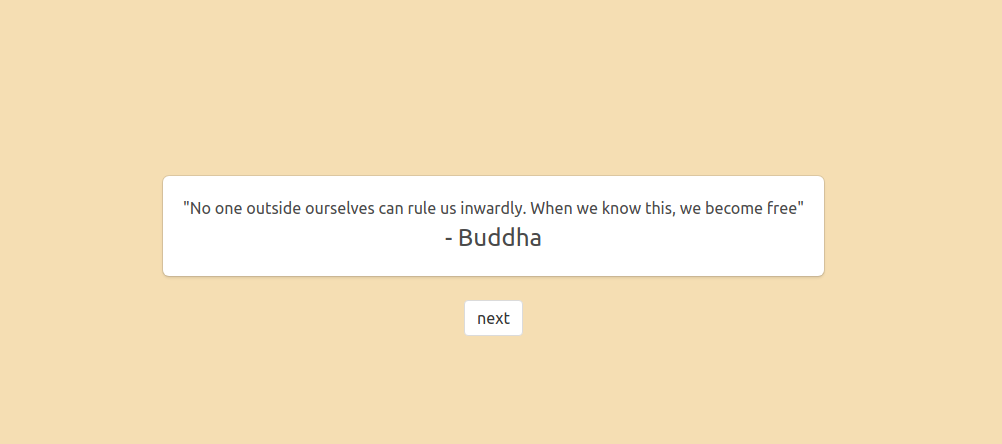 "No one outside ourselves can rule us inwardly. When we know this, we become free"
- Buddha
next